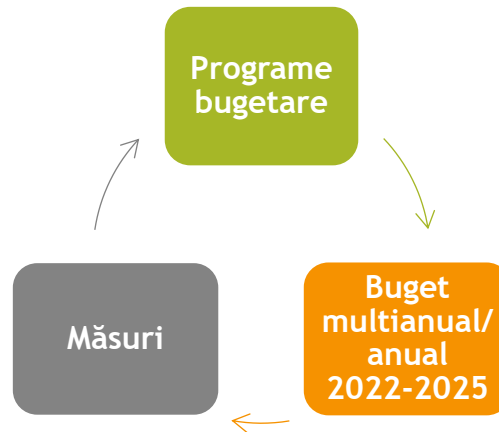 Programe
bugetare
Măsuri
Buget
multianual/
anual
2022-2025